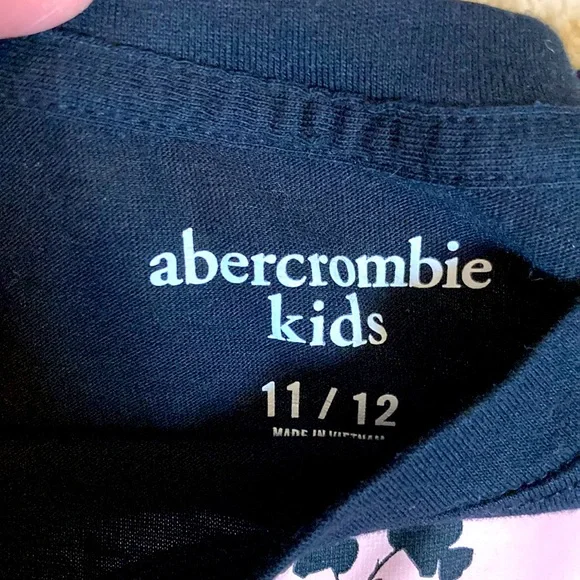 abercrombie
kids
11 / 12
MADE IN VIETNAM